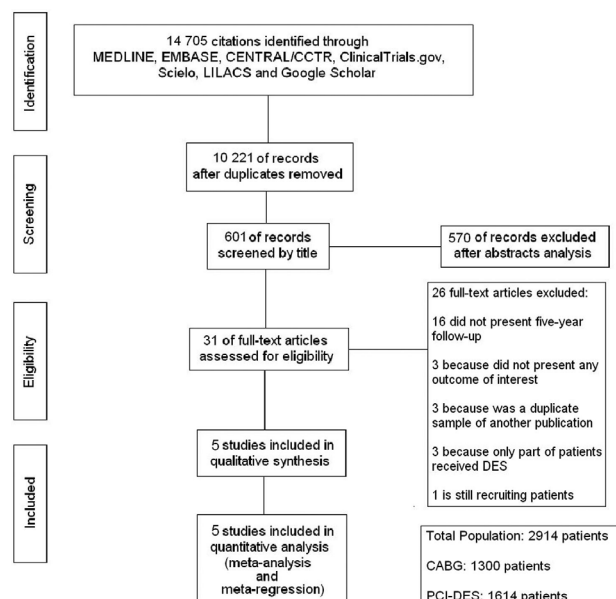 Identification
14 705 citations identified through
MEDLINE, EMBASE, CENTRAL/CCTR, ClinicalTrials.gov,
Scielo, LILACS and Google Scholar
10 221 of records
after duplicates removed
Screening
601 of records
screened by title
570 of records excluded
after abstracts analysis
Eligibility
31 of full-text articles
assessed for eligibility
26 full-text articles excluded:
16 did not present five-year
follow-up
3 because did not present any
outcome of interest
3 because was a duplicate
sample of another publication
3 because only part of patients
received DES
1 is still recruiting patients
Included
5 studies included in
qualitative synthesis
5 studies included in
quantitative analysis
(meta-analysis
and
meta-regression)
Total Population: 2914 patients
CABG: 1300 patients
PCI-DES: 1614 patients